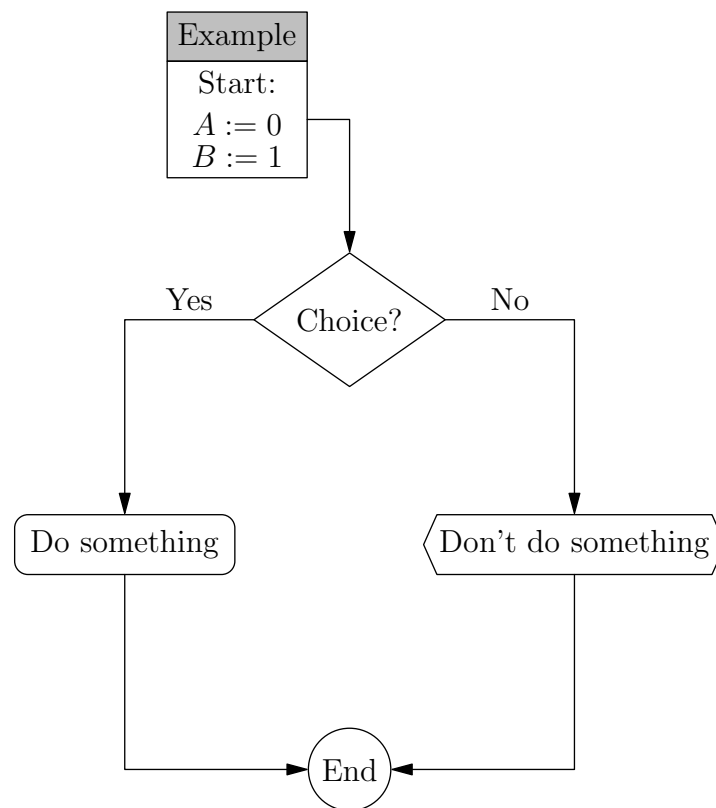 Example
Start:
A := 0
B := 1
Yes
No
Choice?
Do something
Don't do something
End